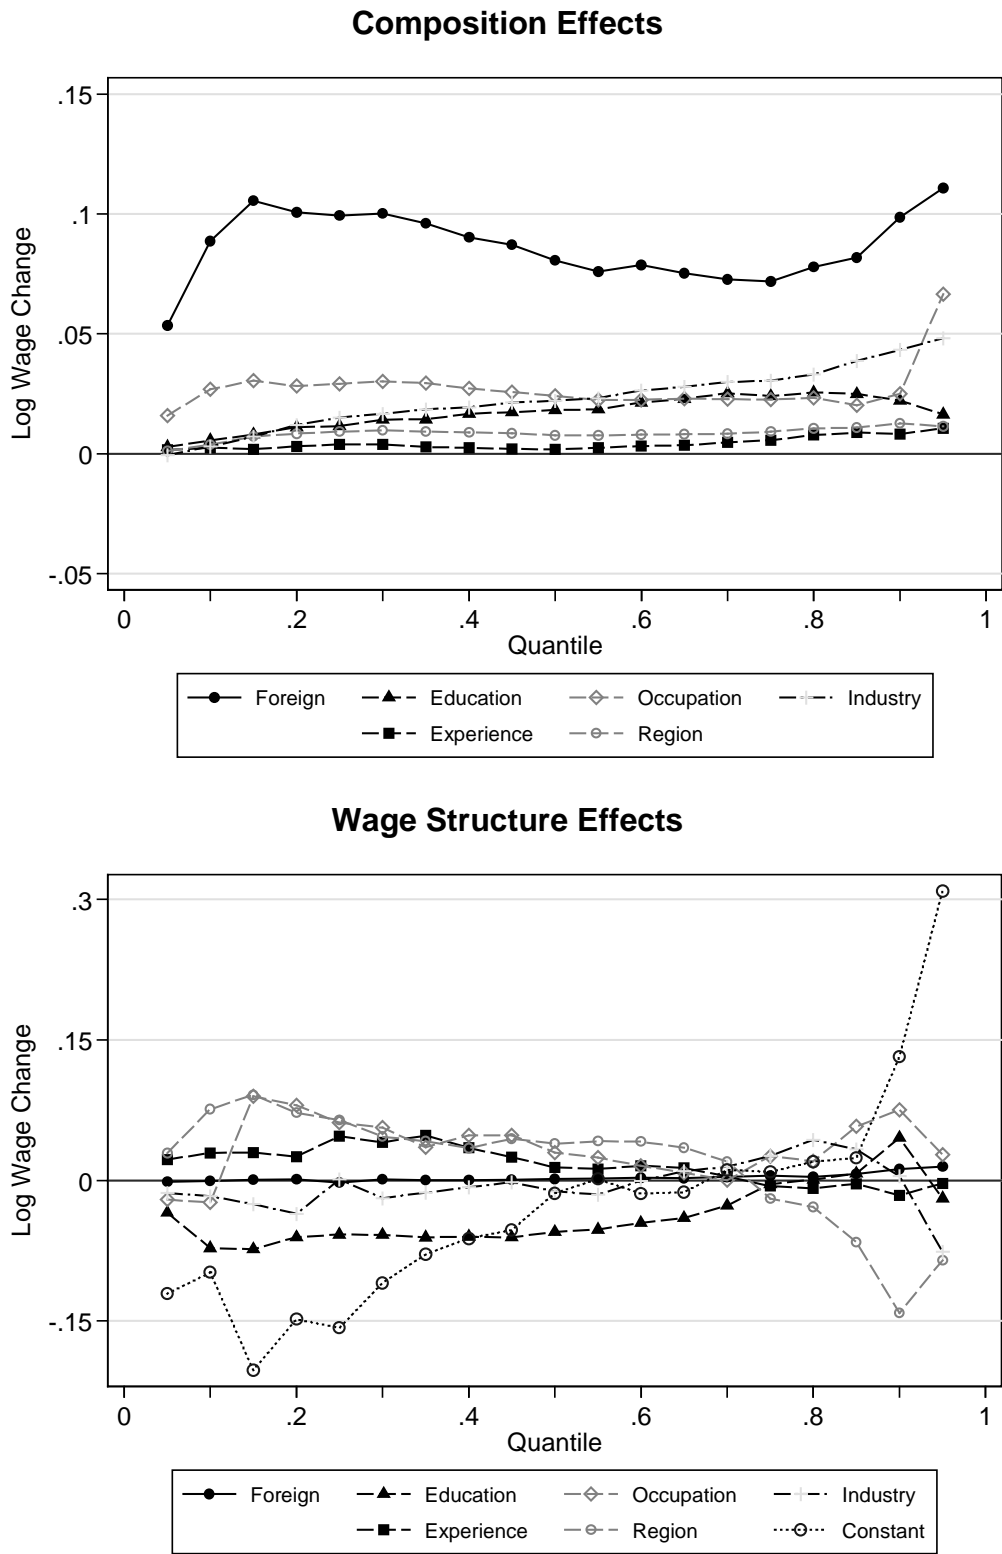 Composition Effects
.15
.1
.05
0
-.05
Log Wage Change
0 .2 .4 .6 .8 1
Quantile
Foreign Education Occupation Industry
Experience Region
Wage Structure Effects
.3
.15
0
-.15
Log Wage Change
0 .2 .4 .6 .8 1
Quantile
Foreign Education Occupation Industry
Experience Region Constant